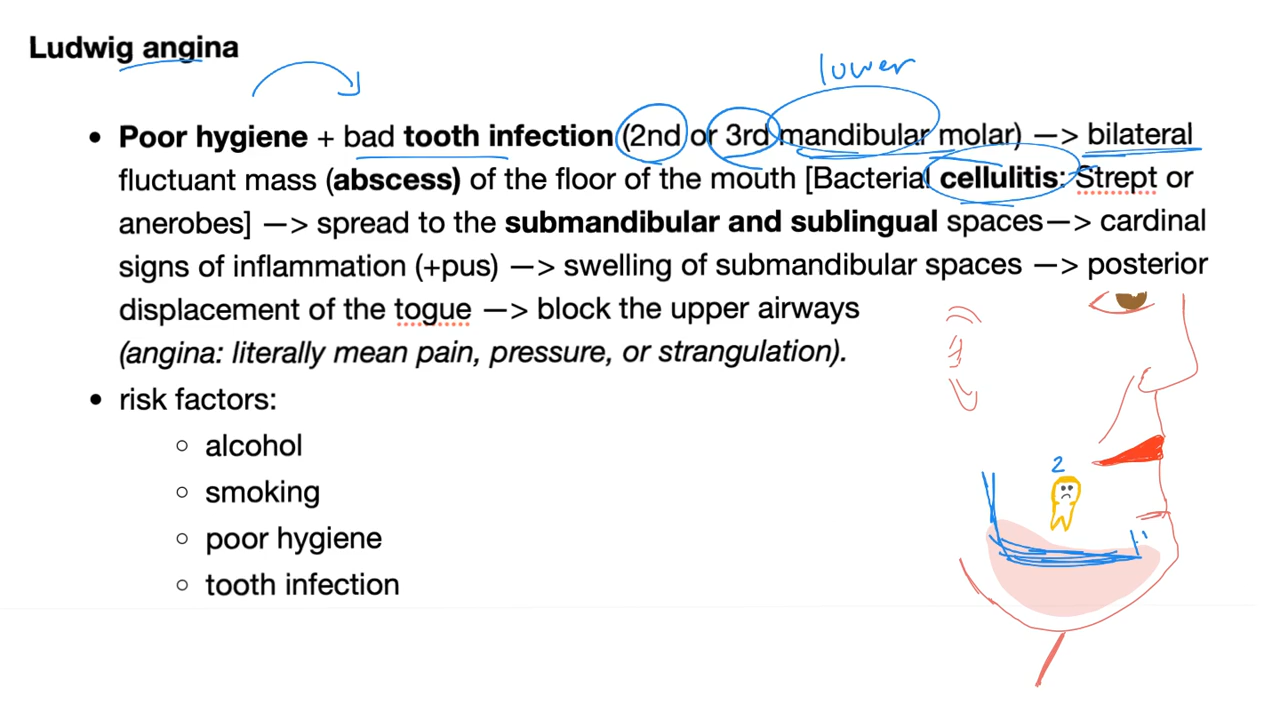 Ludwig angina
lower
• Poor hygiene + bad tooth infection (2nd or 3rd mandibular molar) —> bilateral
fluctuant mass (abscess) of the floor of the mouth [Bacterial cellulitis: Strept or
anerobes] —> spread to the submandibular and sublingual spaces—> cardinal
signs of inflammation (+pus) —> swelling of submandibular spaces —> posterior
displacement of the togue —> block the upper airways
(angina: literally mean pain, pressure, or strangulation).
• risk factors:
○ alcohol
○ smoking
○ poor hygiene
○ tooth infection
2